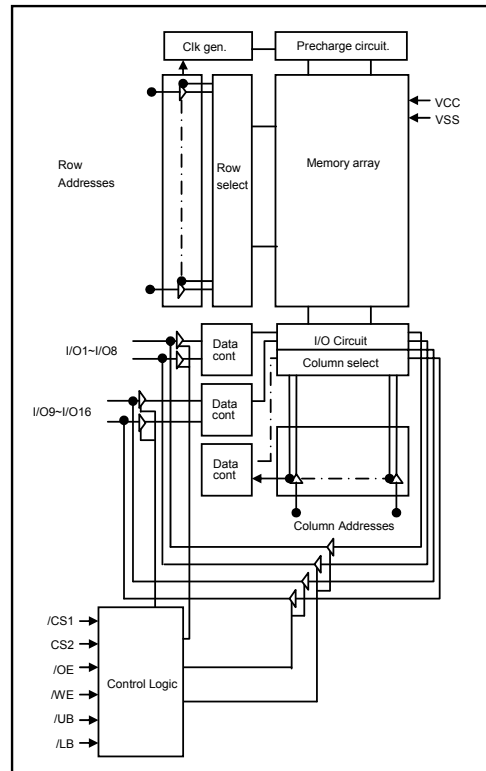 Clk gen.
Precharge circuit.
VCC
VSS
Row
Addresses
Row
select
Memory array
I/O1~I/O8
Data
cont
I/O Circuit
Column select
I/O9~I/O16
Data
cont
Data
cont
Column Addresses
/CS1
CS2
/OE
/WE
/UB
/LB
Control Logic